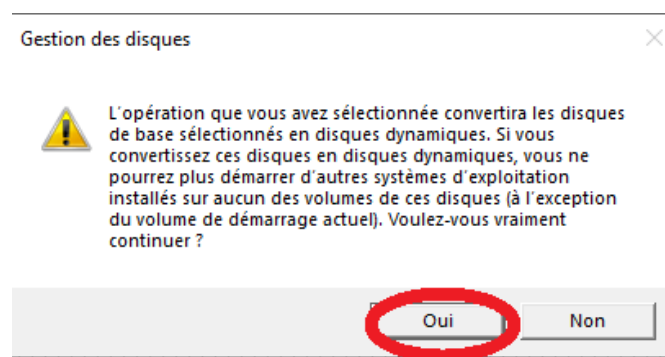 Gestion des disques
L'opération que vous avez sélectionnée convertira les disques
de base sélectionnés en disques dynamiques. Si vous
convertissez ces disques en disques dynamiques, vous ne
pourrez plus démarrer d'autres systèmes d'exploitation
installés sur aucun des volumes de ces disques (à l'exception
du volume de démarrage actuel). Voulez-vous vraiment
continuer ?
Oui
Non